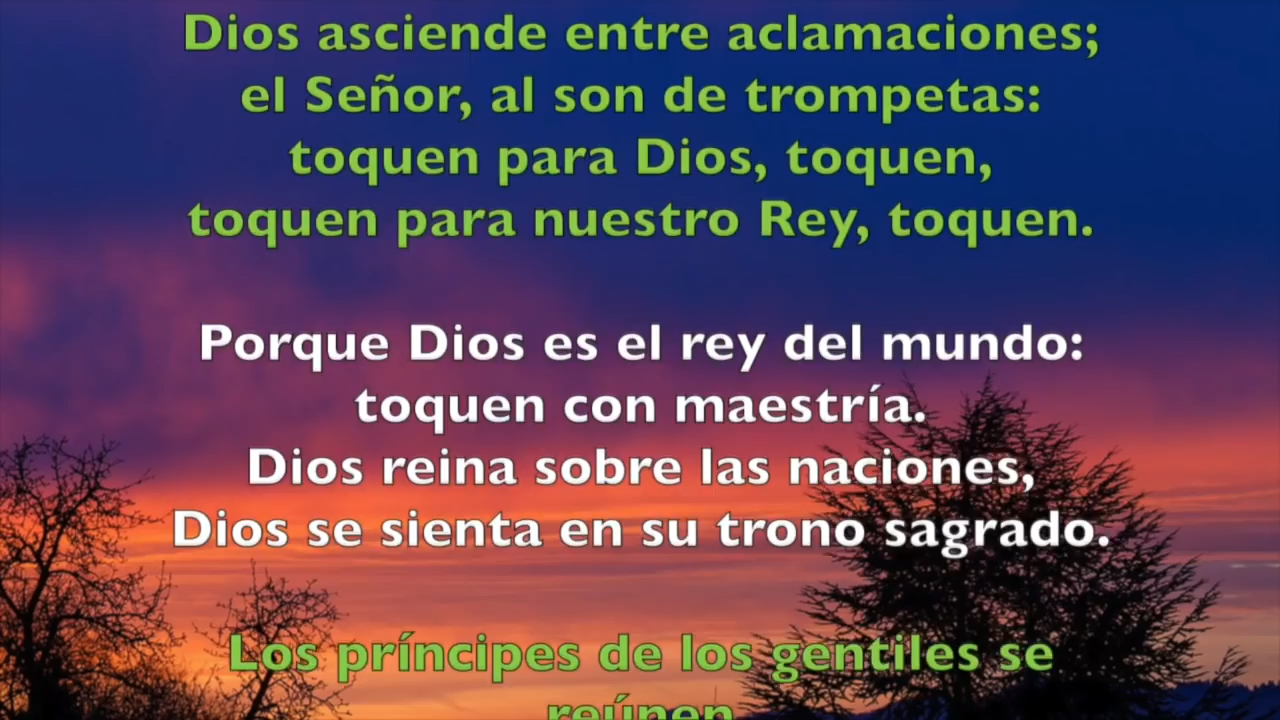 Dios asciende entre aclamaciones;
el Señor, al son de trompetas:
toquen para Dios, toquen,
toquen para nuestro Rey, toquen.
Porque Dios es el rey del mundo:
toquen con maestría.
Dios reina sobre las naciones,
Dios se sienta en su trono sagrado.
Los príncipes de los gentiles se
reúnen